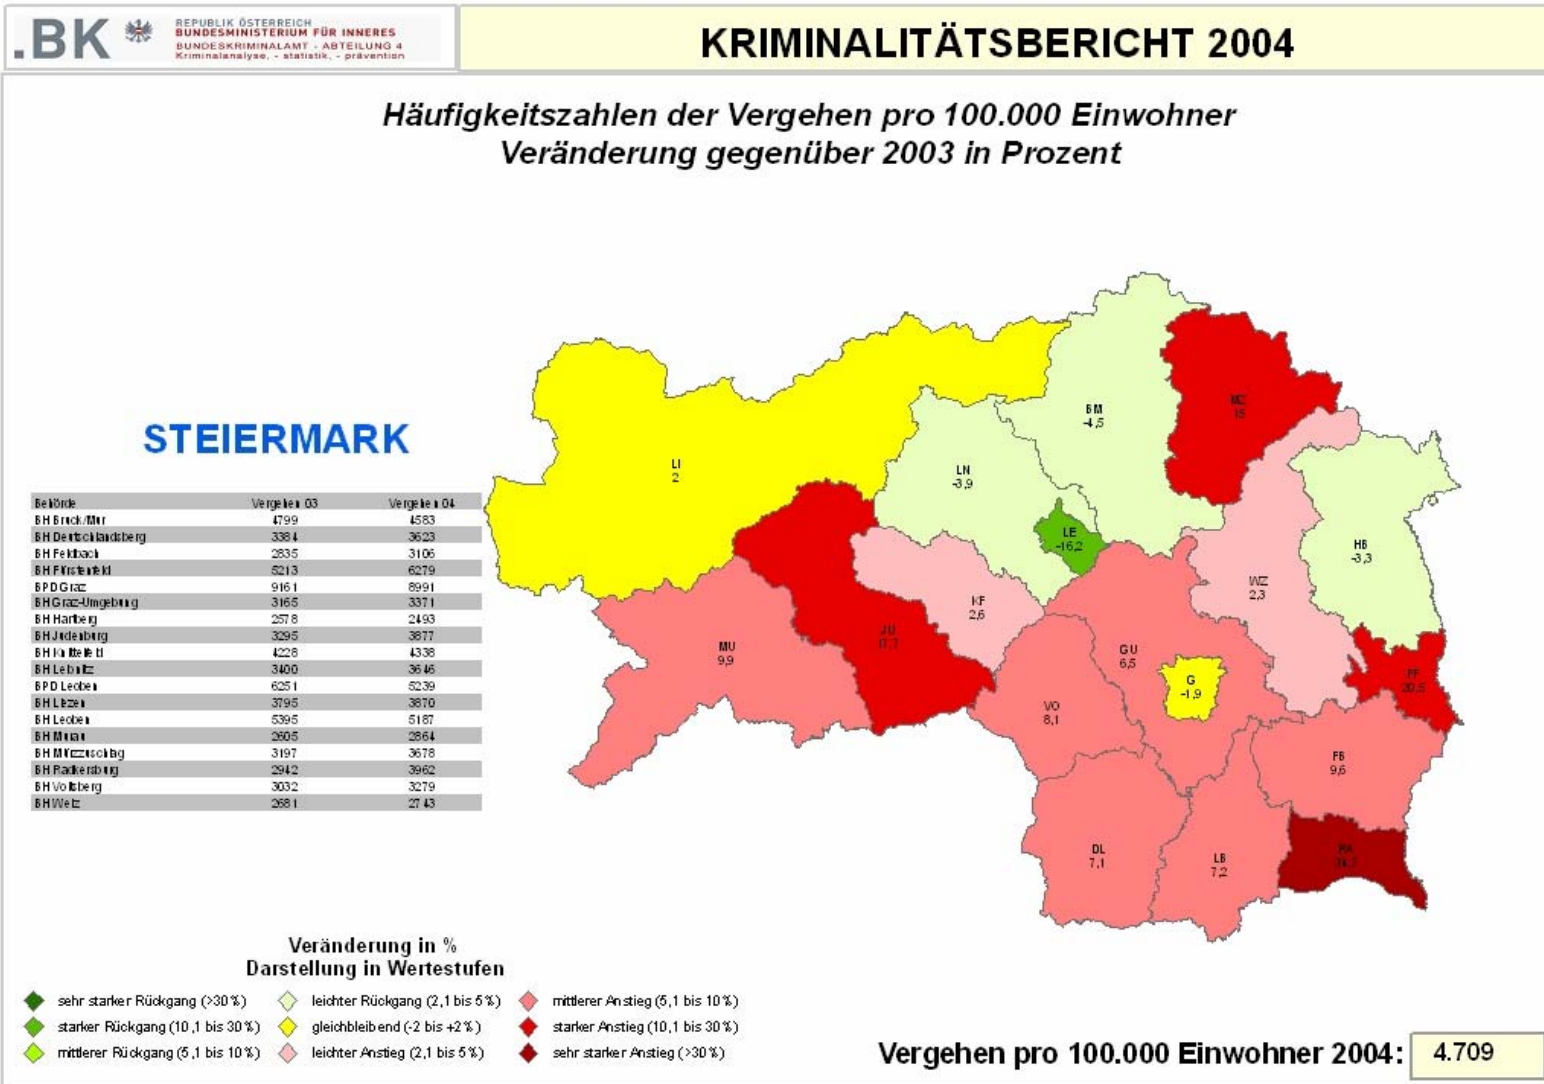 .BK
REPUBLIK ÖSTERREICH
BUNDESMINISTERIUM FÜR INNERES
BUNDESKRIMINALAMT - ABTEILUNG 4
Kriminalanalyse, - statistik, - prävention
KRIMINALITÄTSBERICHT 2004
Häufigkeitszahlen der Vergehen pro 100.000 Einwohner
Veränderung gegenüber 2003 in Prozent
STEIERMARK
Behörde Vergehen 03 Vergehen 04
BH Bruck/Mur 4799 4583
BH Deutschlandsberg 3384 3623
BH Feldbach 2835 3106
BH Fürstenfeld 5213 6279
BPD Graz 9161 8991
BH Graz-Umgebung 3165 3371
BH Hartberg 2578 2493
BH Judenburg 3295 3877
BH Knittelfeld 4228 4338
BH Leibnitz 3400 3646
BPD Leoben 6251 5239
BH Liezen 3795 3870
BH Leoben 5395 5187
BH Murau 2605 2864
BH Mürzzuschlag 3197 3678
BH Radkersburg 2942 3962
BH Voitsberg 3032 3279
BH Weiz 2681 2743
LI
2
BM
-4,5
MZ
15
LN
-3,9
LE
-16,2
HB
-3,3
WZ
2,3
KF
2,6
JU
17,7
MU
9,9
GU
6,5
G
-1,9
FF
20,5
VO
8,1
FB
9,6
DL
7,1
LB
7,2
RA
Veränderung in %
Darstellung in Wertestufen
sehr starker Rückgang (>30%)
starker Rückgang (10,1 bis 30%)
mittlerer Rückgang (5,1 bis 10%)
leichter Rückgang (2,1 bis 5%)
gleichbleibend (-2 bis +2%)
leichter Anstieg (2,1 bis 5%)
mittlerer Anstieg (5,1 bis 10%)
starker Anstieg (10,1 bis 30%)
sehr starker Anstieg (>30%)
Vergehen pro 100.000 Einwohner 2004: 4.709